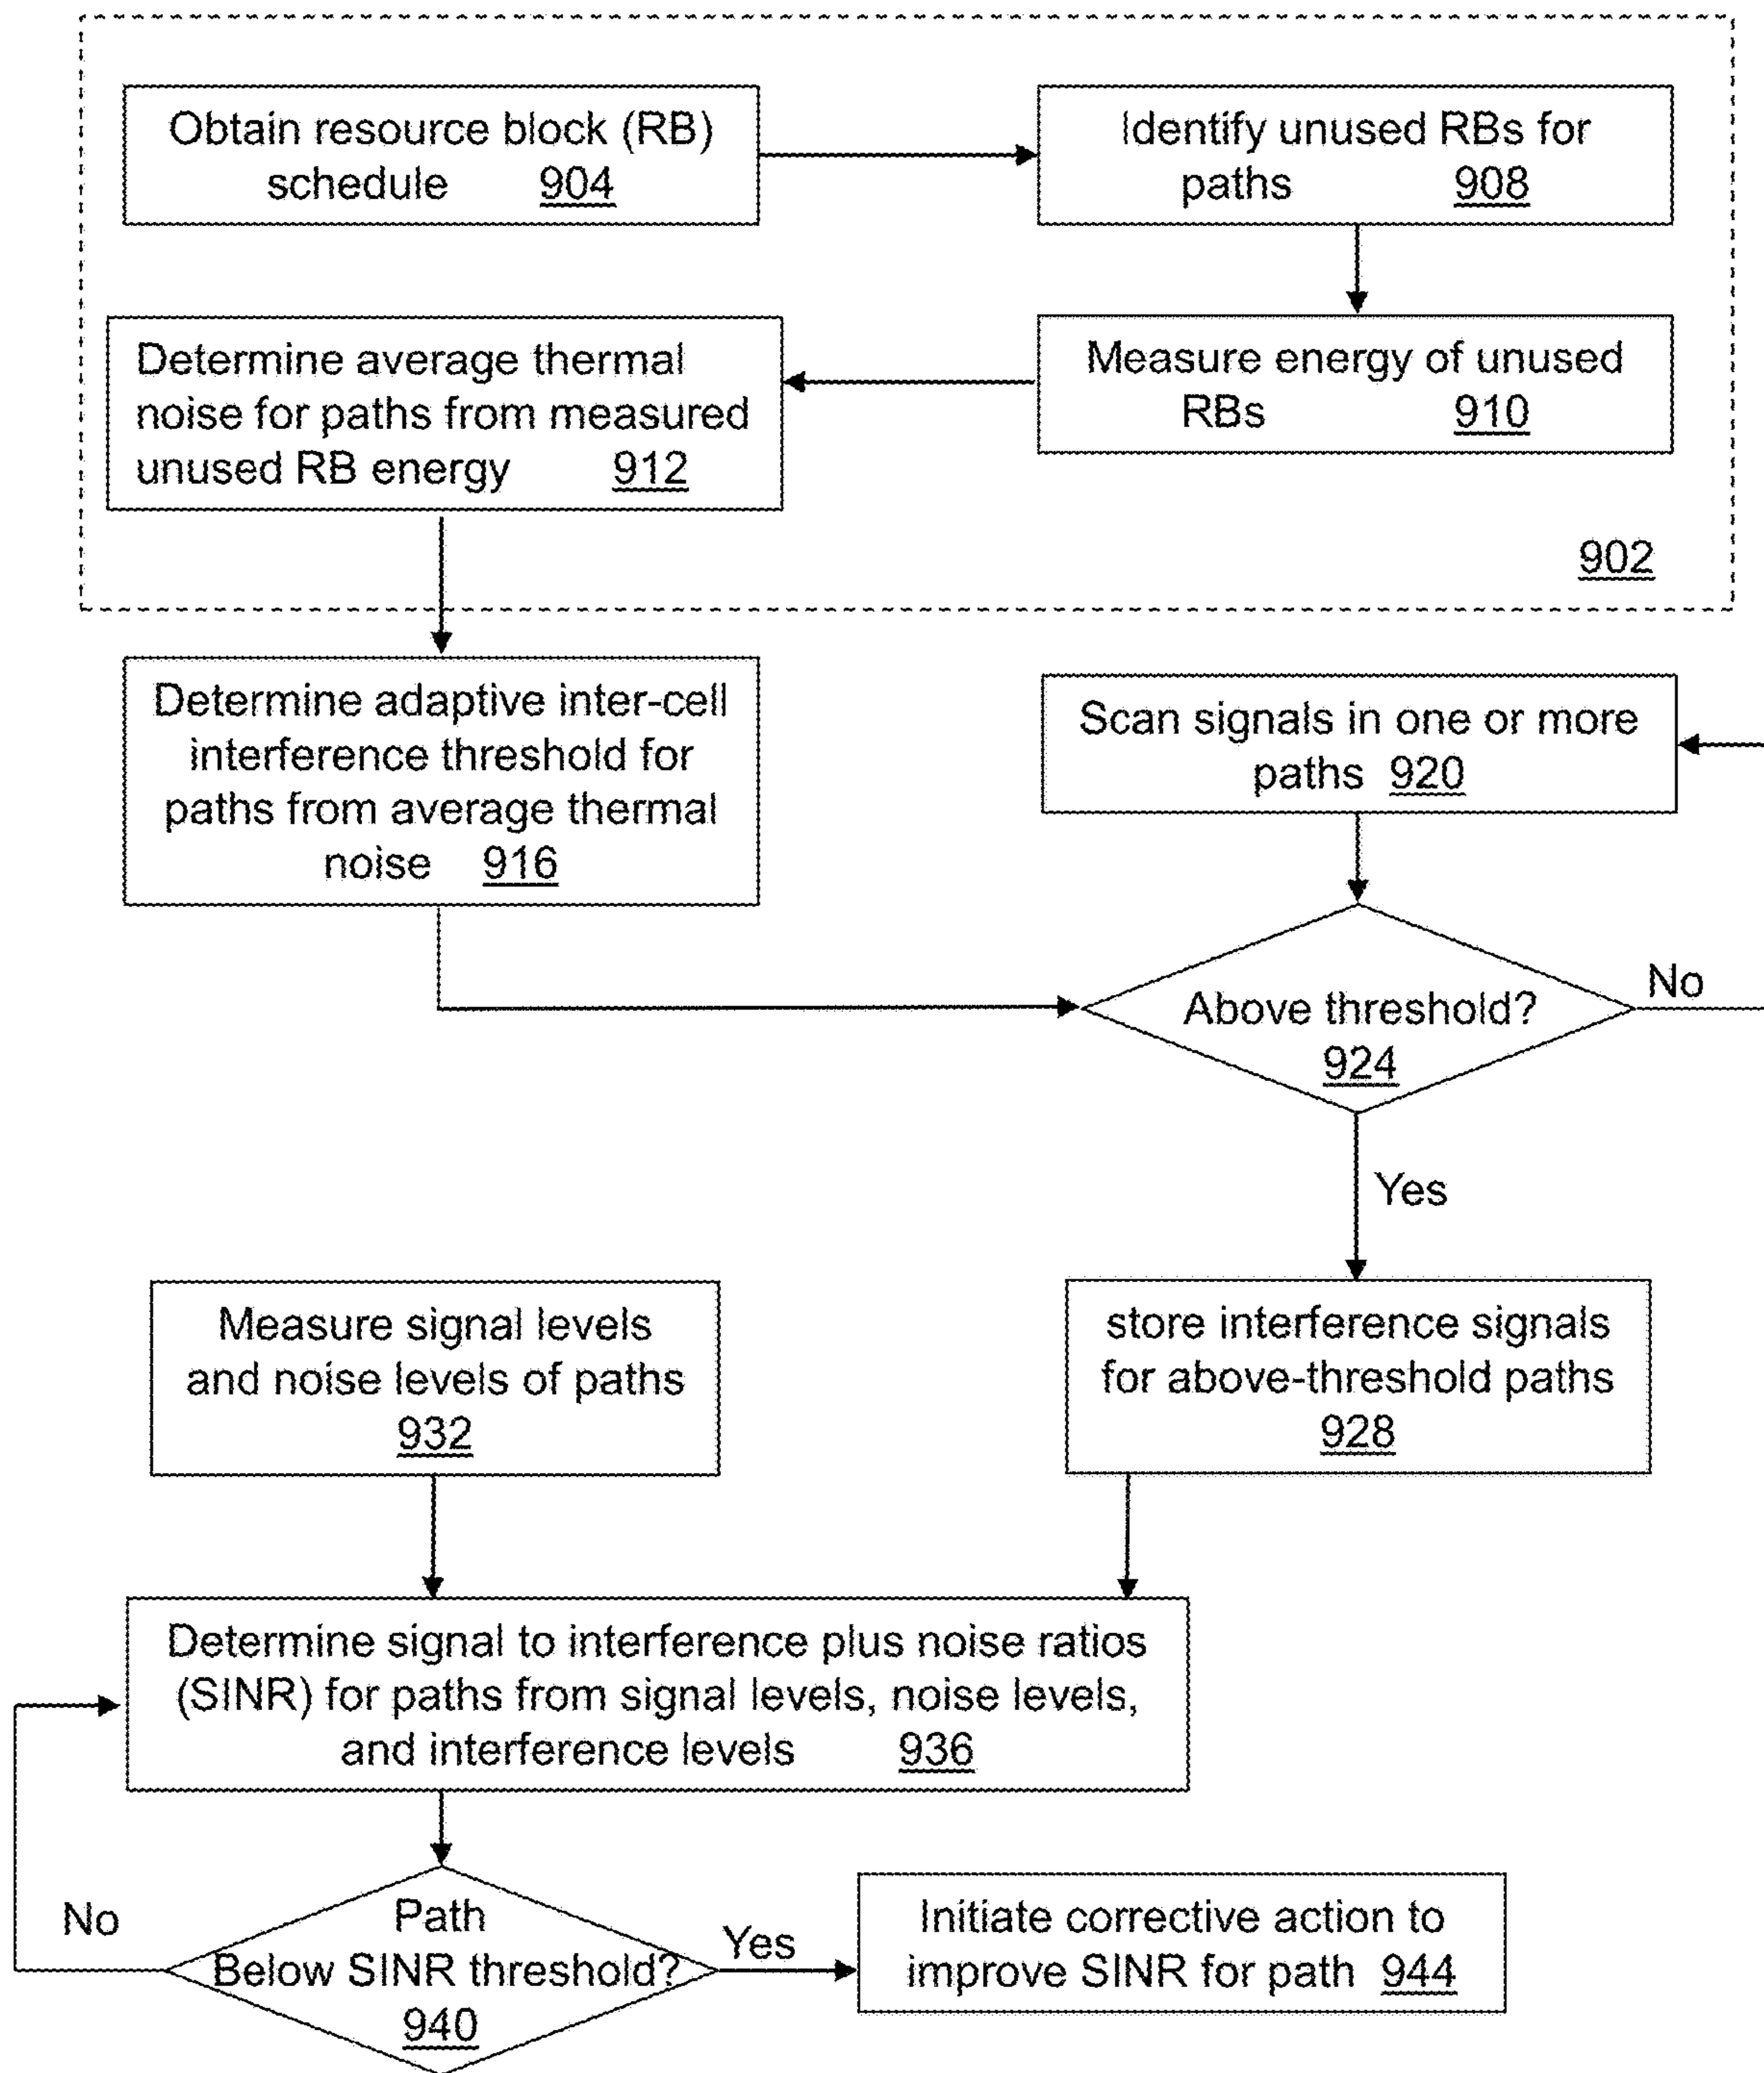 Obtain resource block (RB)
schedule 904
Identify unused RBs for
paths 908
Determine average thermal
noise for paths from measured
unused RB energy 912
Measure energy of unused
RBs 910
902
Determine adaptive inter-cell
interference threshold for
paths from average thermal
noise 916
Scan signals in one or more
paths 920
Above threshold?
924
No
Yes
Measure signal levels
and noise levels of paths
932
store interference signals
for above-threshold paths
928
Determine signal to interference plus noise ratios
(SINR) for paths from signal levels, noise levels,
and interference levels 936
No
Path
Below SINR threshold?
940
Yes
Initiate corrective action to
improve SINR for path 944